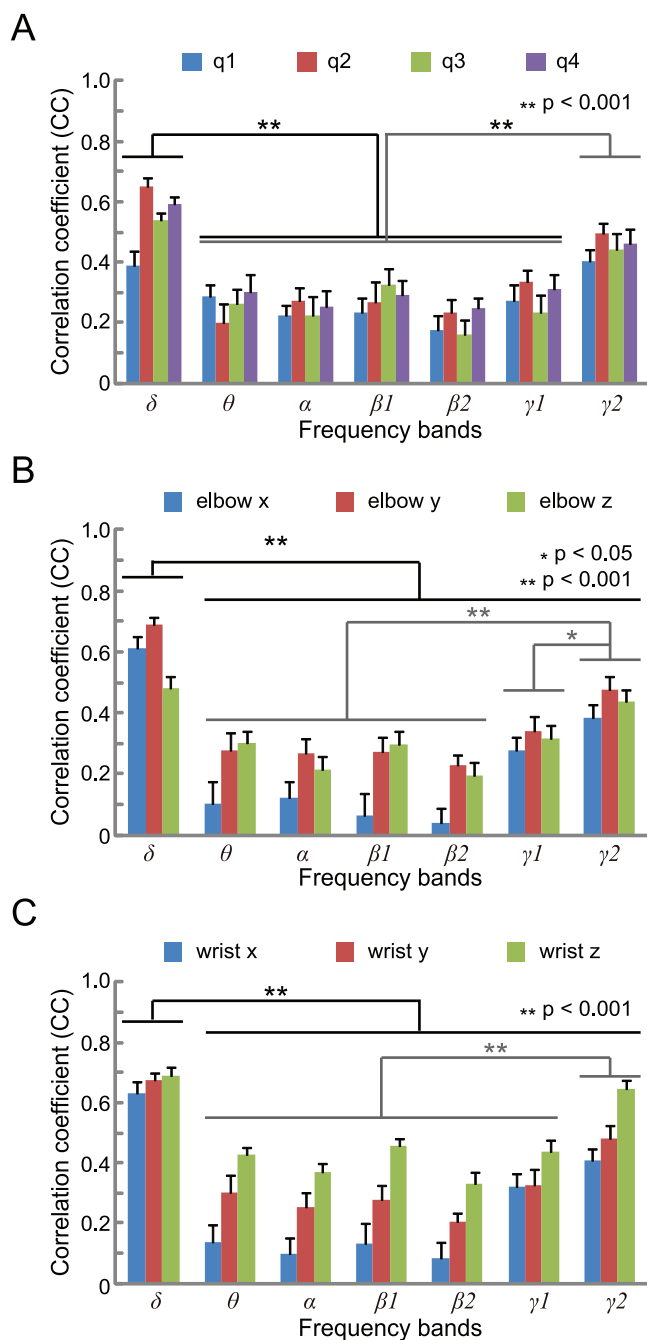 A
q1 q2 q3 q4
Correlation coefficient (CC)
1.0
0.8
0.6
0.4
0.2
0
** p < 0.001
** **
δ θ α β1 β2 γ1 γ2
Frequency bands
B
elbow x elbow y elbow z
Correlation coefficient (CC)
1.0
0.8
0.6
0.4
0.2
0
* p < 0.05
** p < 0.001
**
**
*
δ θ α β1 β2 γ1 γ2
Frequency bands
C
wrist x wrist y wrist z
Correlation coefficient (CC)
1.0
0.8
0.6
0.4
0.2
0
** p < 0.001
**
**
δ θ α β1 β2 γ1 γ2
Frequency bands